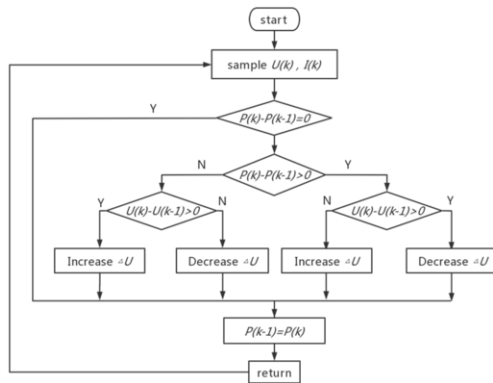 start
sample U(k) , I(k)
Y
P(k)-P(k-1)=0
N
P(k)-P(k-1)>0
Y
Y
U(k)-U(k-1)>0
N
N
U(k)-U(k-1)>0
Y
Increase △U
Decrease △U
Increase △U
Decrease △U
P(k-1)=P(k)
return